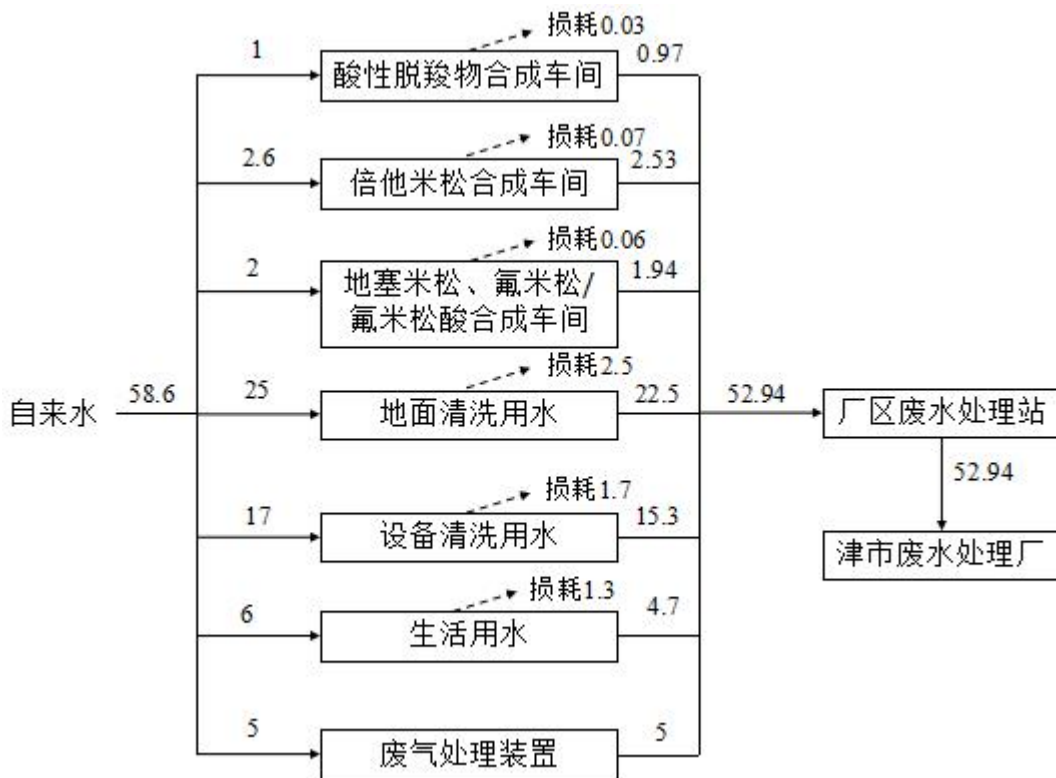 损耗0.03
1
0.97
酸性脱羧物合成车间
损耗0.07
2.6
2.53
倍他米松合成车间
损耗0.06
2
1.94
地塞米松、氟米松/
氟米松酸合成车间
损耗2.5
自来水
58.6
25
地面清洗用水
22.5
52.94
厂区废水处理站
52.94
损耗1.7
17
设备清洗用水
15.3
津市废水处理厂
损耗1.3
6
生活用水
4.7
5
废气处理装置
5